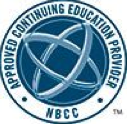 APPROVED CONTINUING EDUCATION PROVIDER
• NBCC •
TM